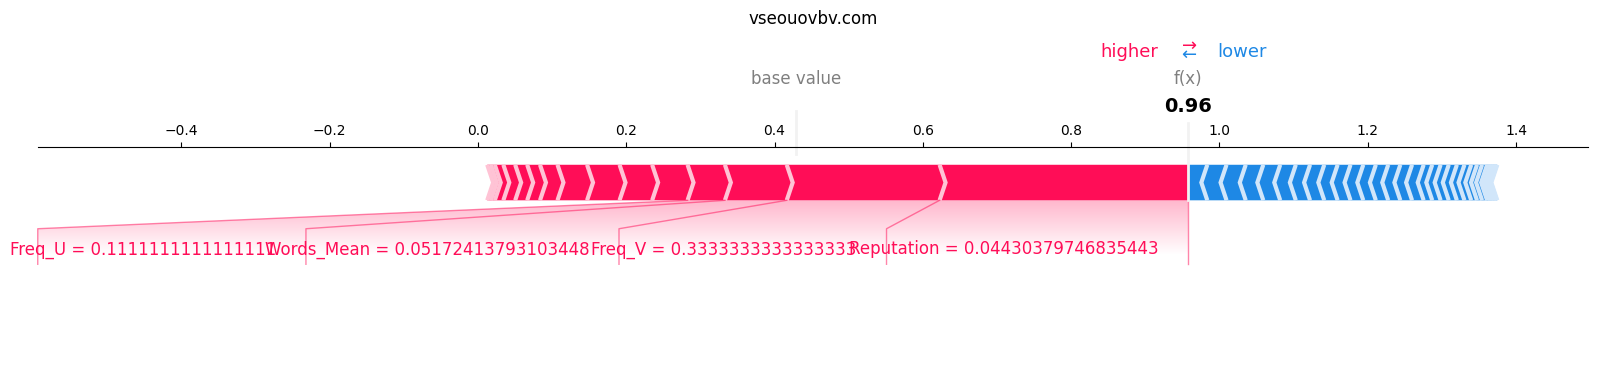 vseouovbv.com
higher ⇄ lower
base value f(x)
0.96
−0.4 −0.2 0.0 0.2 0.4 0.6 0.8 1.0 1.2 1.4
Freq_U = 0.1111111111111111 Words_Mean = 0.05172413793103448 Freq_V = 0.3333333333333333 Reputation = 0.04430379746835443